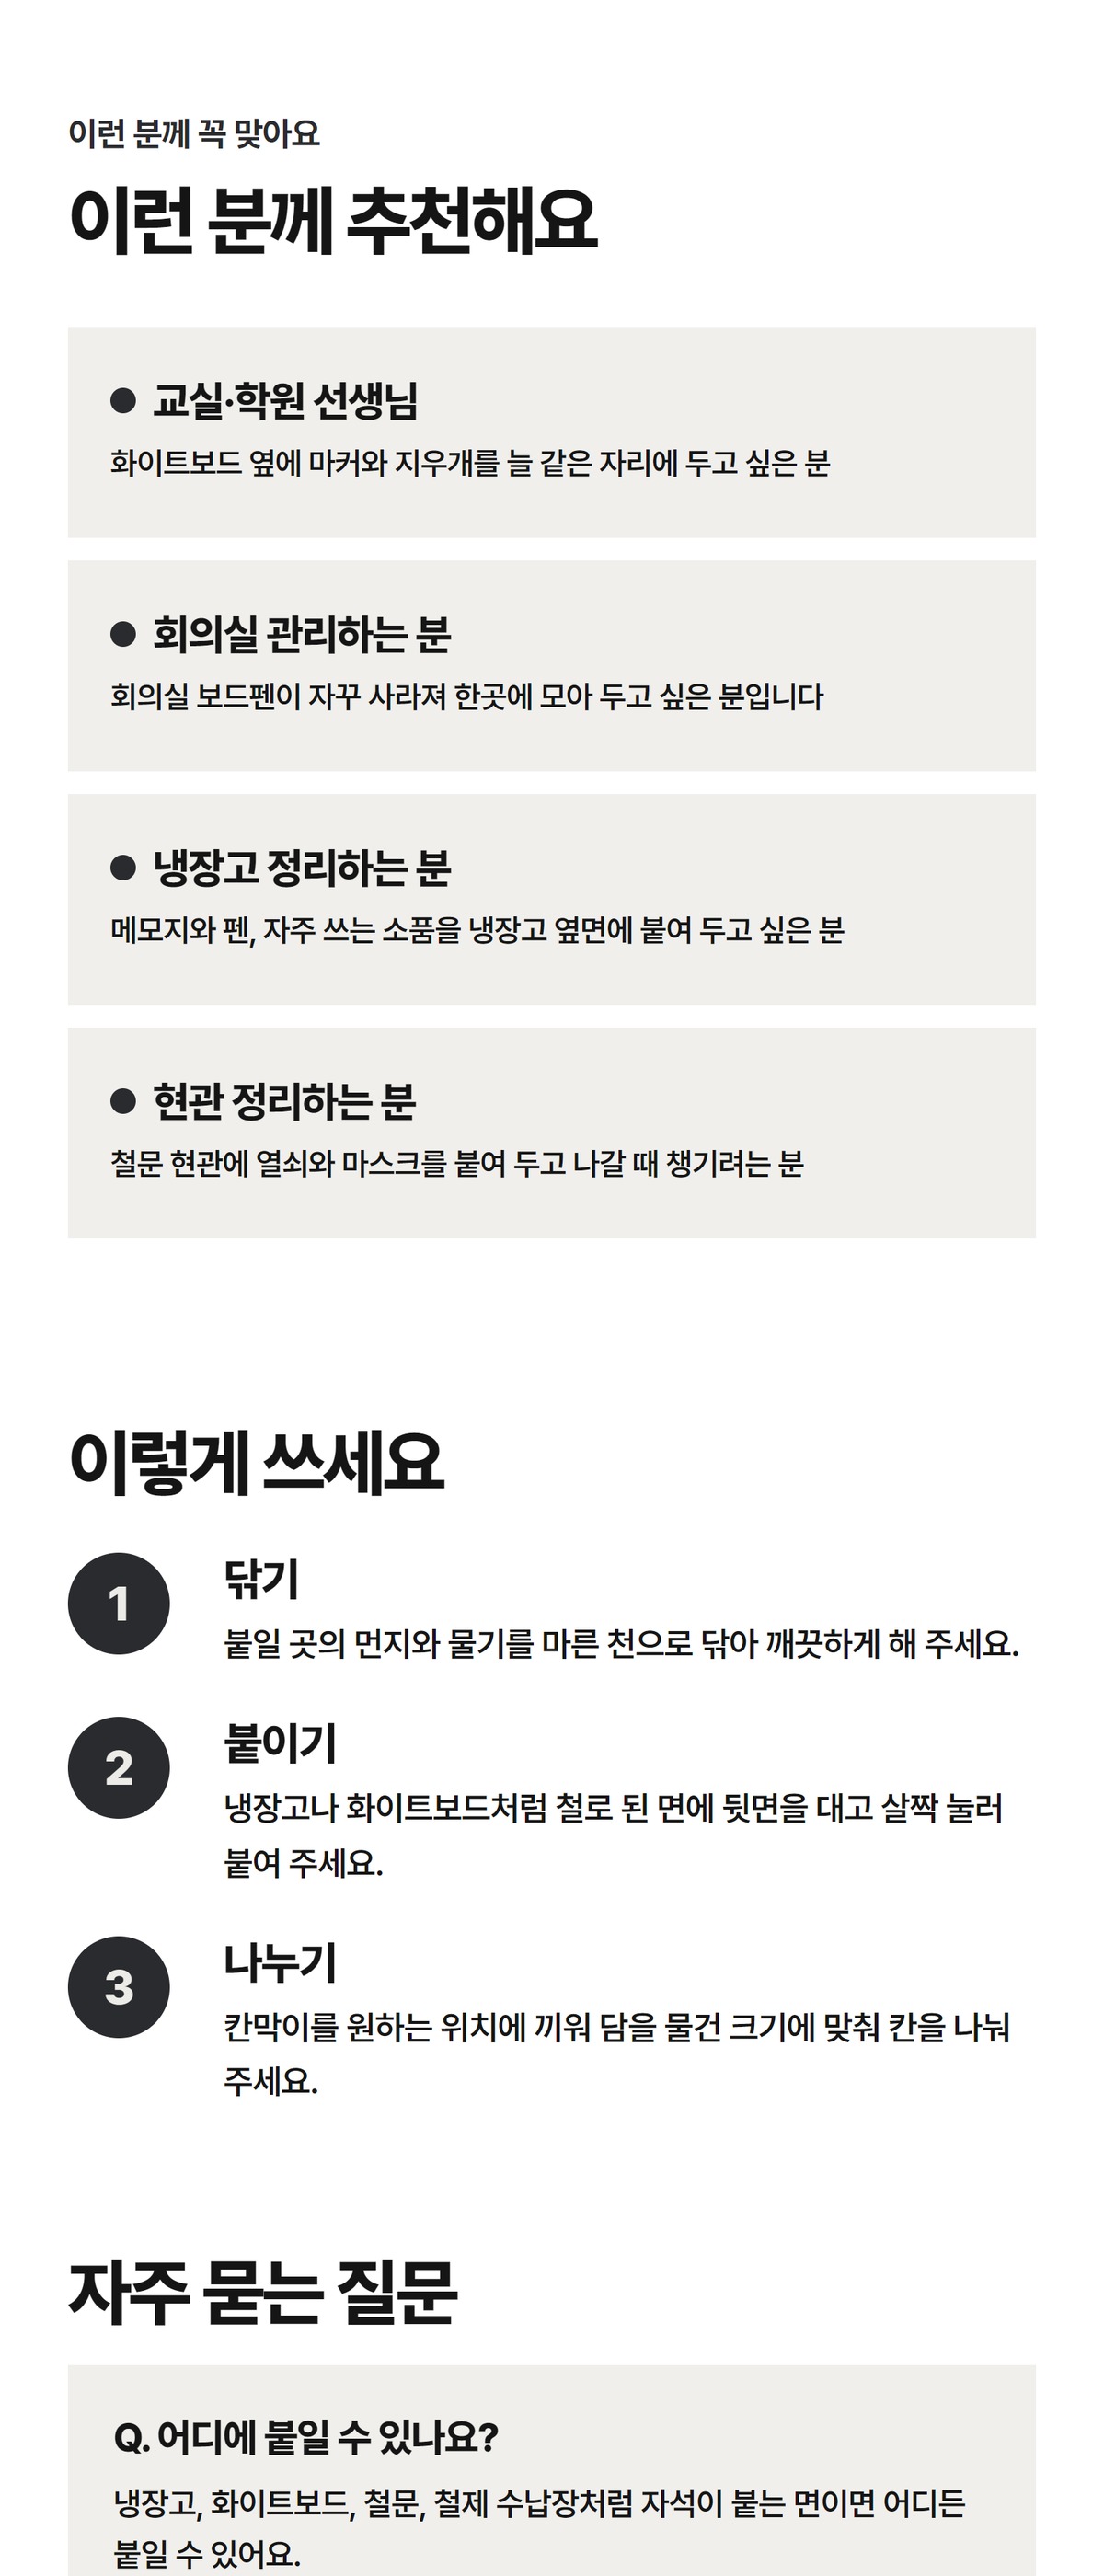 이런 분께 꼭 맞아요
이런 분께 추천해요
교실·학원 선생님
화이트보드 옆에 마커와 지우개를 늘 같은 자리에 두고 싶은 분
회의실 관리하는 분
회의실 보드펜이 자꾸 사라져 한곳에 모아 두고 싶은 분입니다
냉장고 정리하는 분
메모지와 펜, 자주 쓰는 소품을 냉장고 옆면에 붙여 두고 싶은 분
현관 정리하는 분
철문 현관에 열쇠와 마스크를 붙여 두고 나갈 때 챙기려는 분
이렇게 쓰세요
1
닦기
붙일 곳의 먼지와 물기를 마른 천으로 닦아 깨끗하게 해 주세요.
2
붙이기
냉장고나 화이트보드처럼 철로 된 면에 뒷면을 대고 살짝 눌러
붙여 주세요.
3
나누기
칸막이를 원하는 위치에 끼워 담을 물건 크기에 맞춰 칸을 나눠
주세요.
자주 묻는 질문
Q. 어디에 붙일 수 있나요?
냉장고, 화이트보드, 철문, 철제 수납장처럼 자석이 붙는 면이면 어디든
붙일 수 있어요.